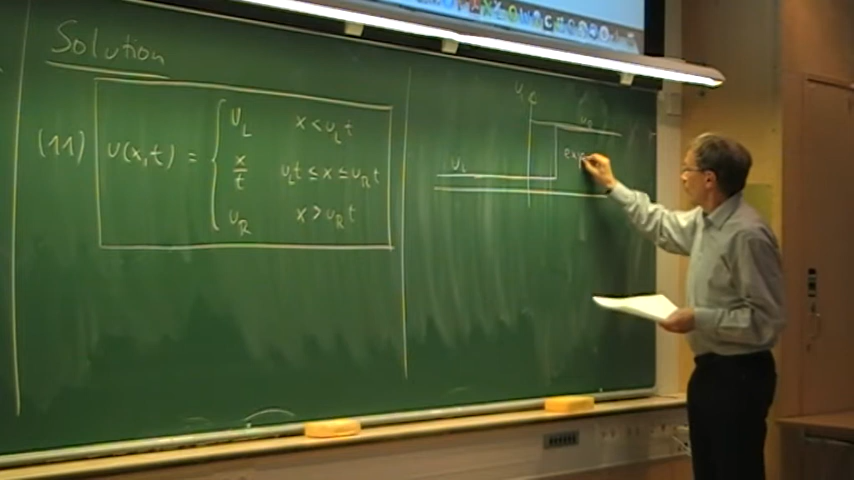 Solution
(11) u(x,t) = { u_L x < u_L t
x/t u_L t ≤ x ≤ u_R t
u_R x > u_R t
u_R
u_L
exp